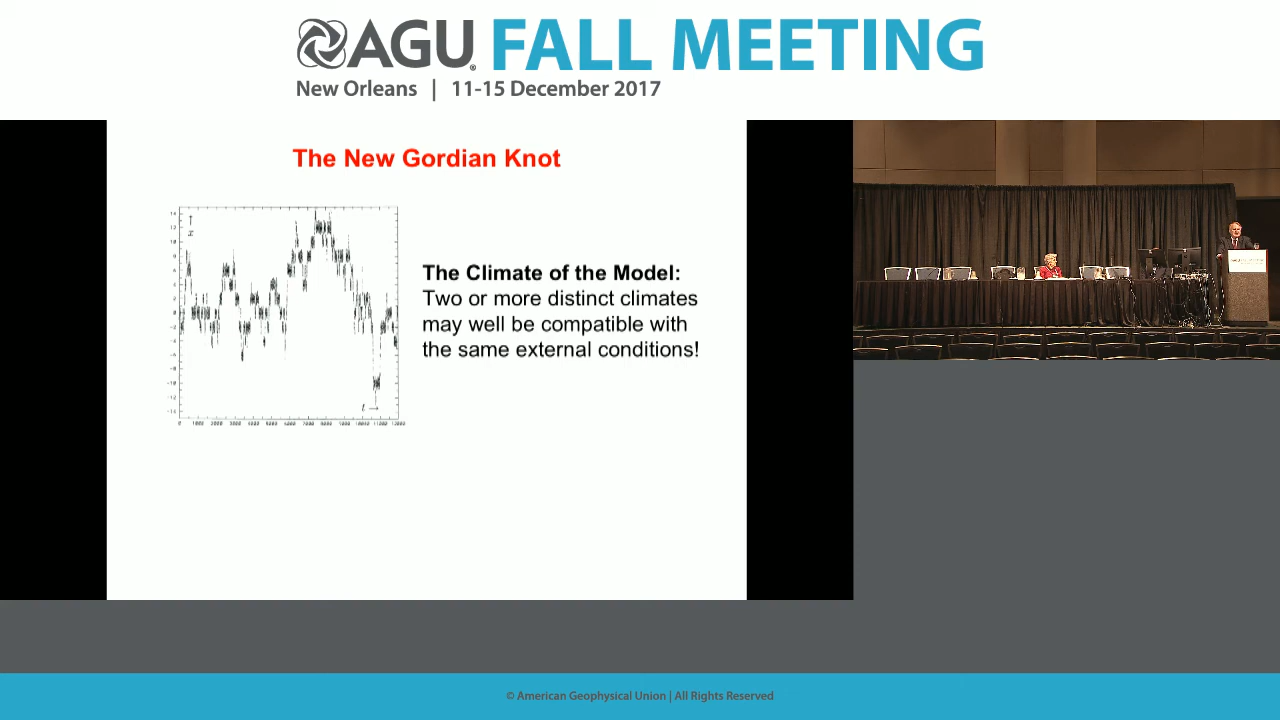 AGU FALL MEETING
New Orleans | 11-15 December 2017
The New Gordian Knot
The Climate of the Model:
Two or more distinct climates
may well be compatible with
the same external conditions!
x
t
© American Geophysical Union | All Rights Reserved